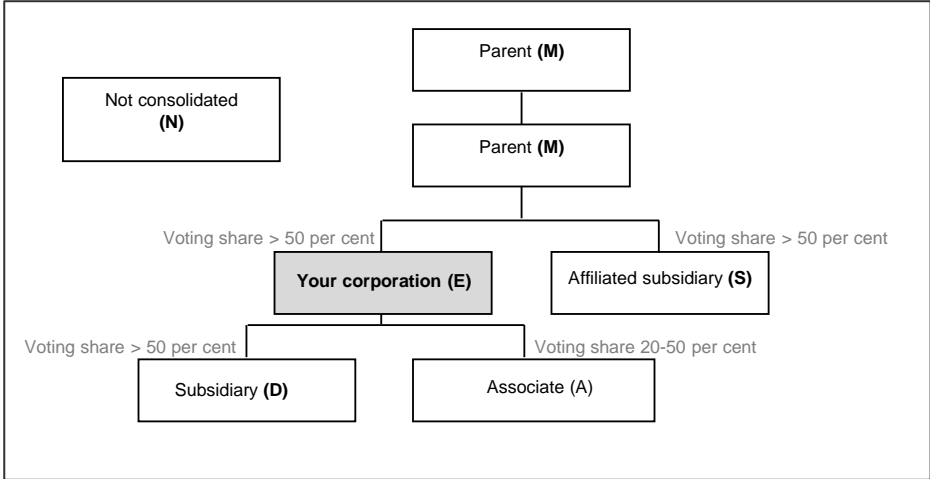 Parent (M)
Not consolidated
(N)
Parent (M)
Voting share > 50 per cent
Voting share > 50 per cent
Your corporation (E)
Affiliated subsidiary (S)
Voting share > 50 per cent
Voting share 20-50 per cent
Subsidiary (D)
Associate (A)